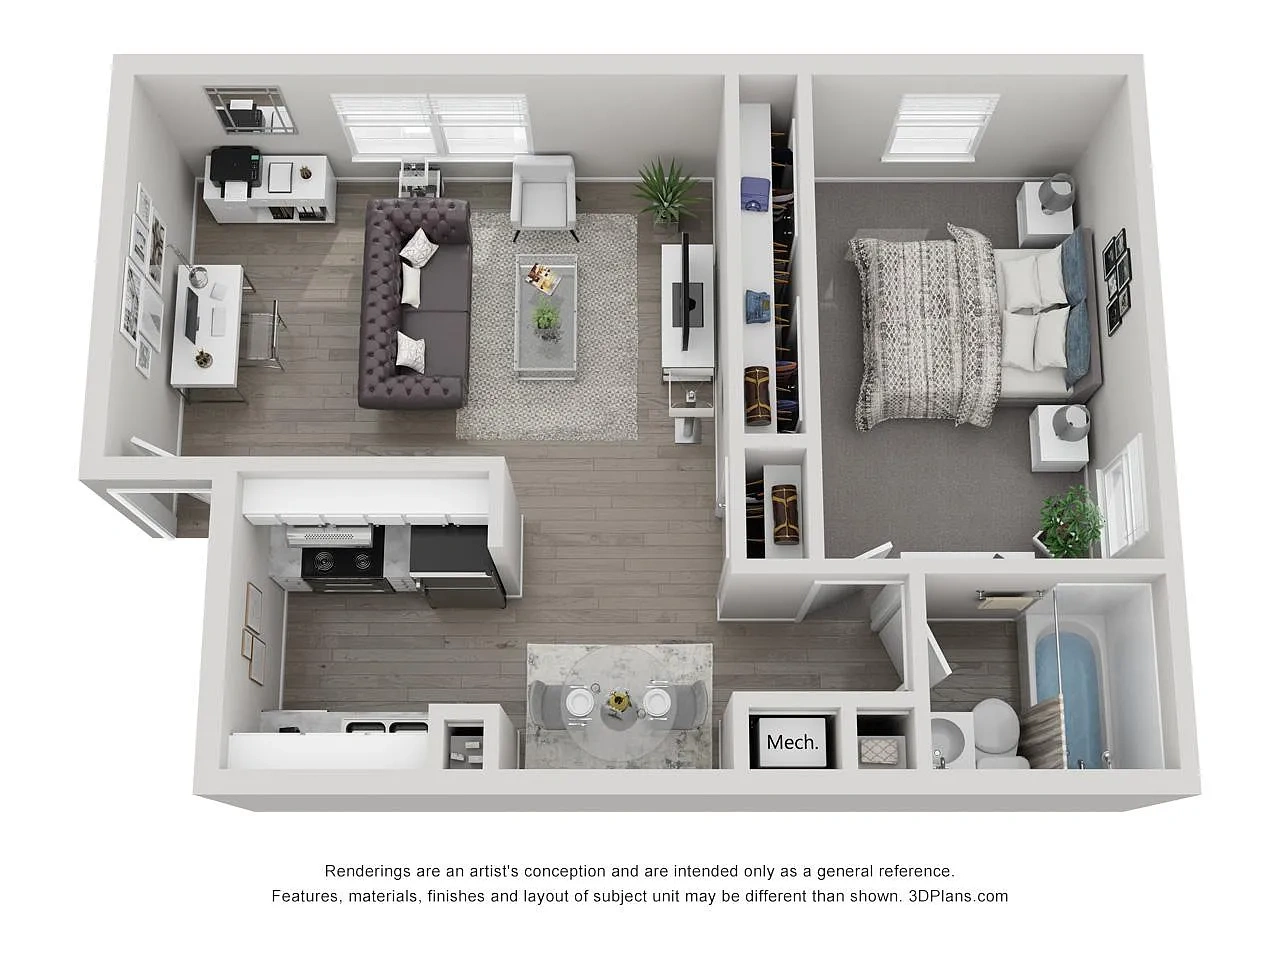 Mech.
Renderings are an artist's conception and are intended only as a general reference.
Features, materials, finishes and layout of subject unit may be different than shown. 3DPlans.com